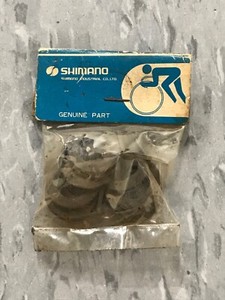 SHIMANO
SHIMANO INDUSTRIAL CO., LTD.
GENUINE PART